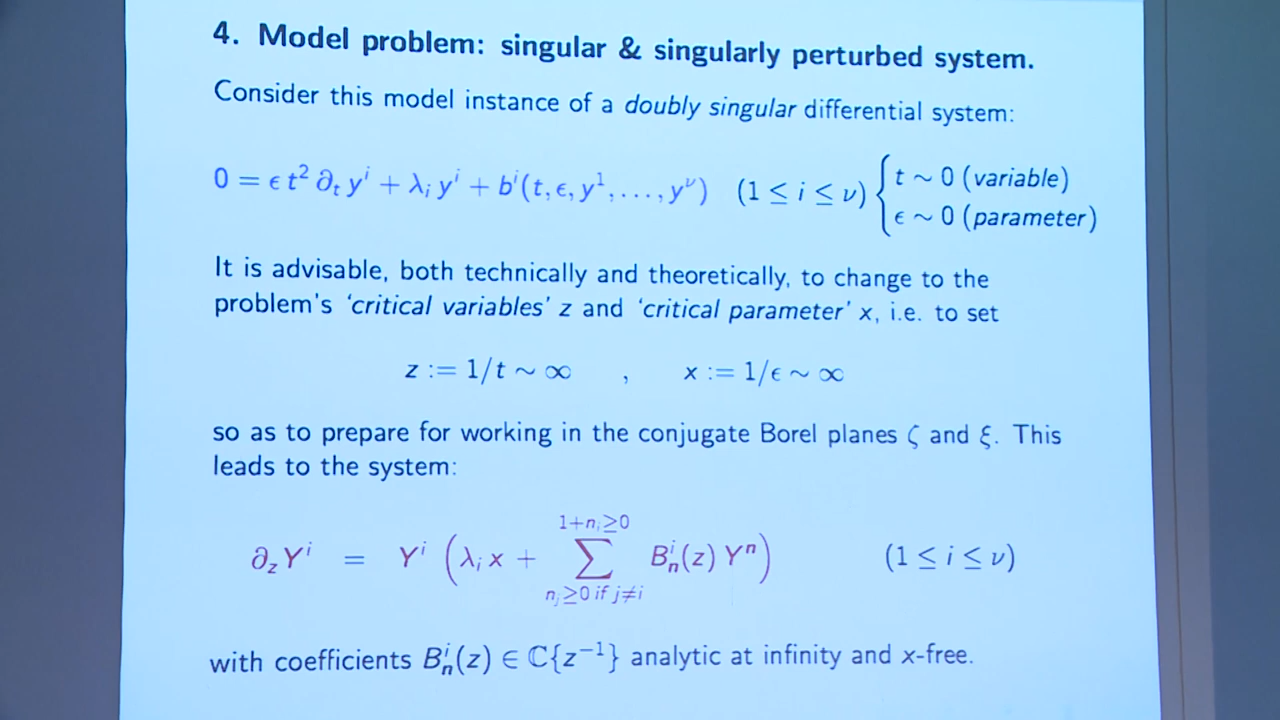 4. Model problem: singular & singularly perturbed system.
Consider this model instance of a doubly singular differential system:
0 = ϵ t² ∂ₜ yⁱ + λᵢ yⁱ + bⁱ(t, ϵ, y¹, . . . , y^ν) (1 ≤ i ≤ ν) { t ∼ 0 (variable)
ϵ ∼ 0 (parameter)
It is advisable, both technically and theoretically, to change to the
problem's 'critical variables' z and 'critical parameter' x, i.e. to set
z := 1/t ∼ ∞ , x := 1/ϵ ∼ ∞
so as to prepare for working in the conjugate Borel planes ζ and ξ. This
leads to the system:
1+nᵢ≥0
∂_z Yⁱ = Yⁱ (λᵢ x + ∑ Bⁱₙ(z) Yⁿ) (1 ≤ i ≤ ν)
nⱼ≥0 if j≠i
with coefficients Bⁱₙ(z) ∈ ℂ{z⁻¹} analytic at infinity and x-free.